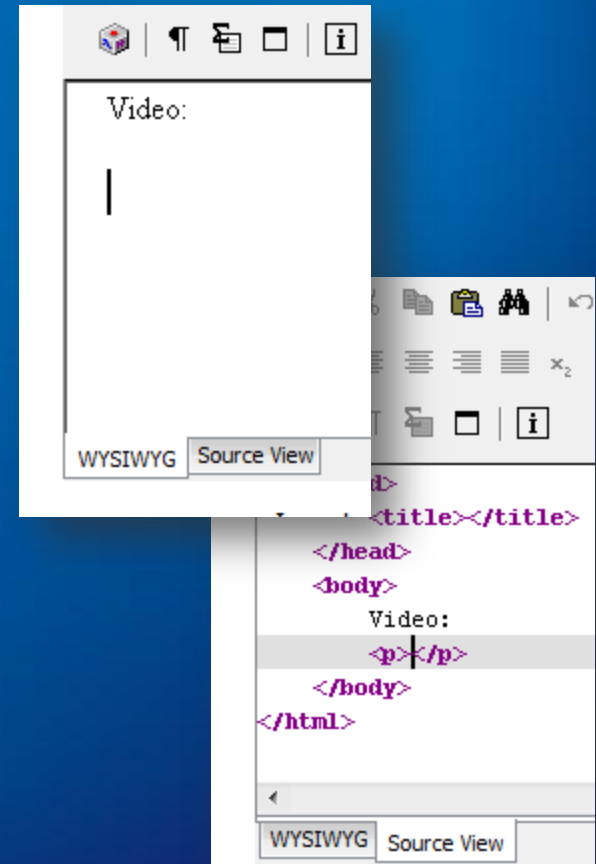 Video:
WYSIWYG Source View
<title></title>
</head>
<body>
Video:
<p></p>
</body>
</html>
WYSIWYG Source View